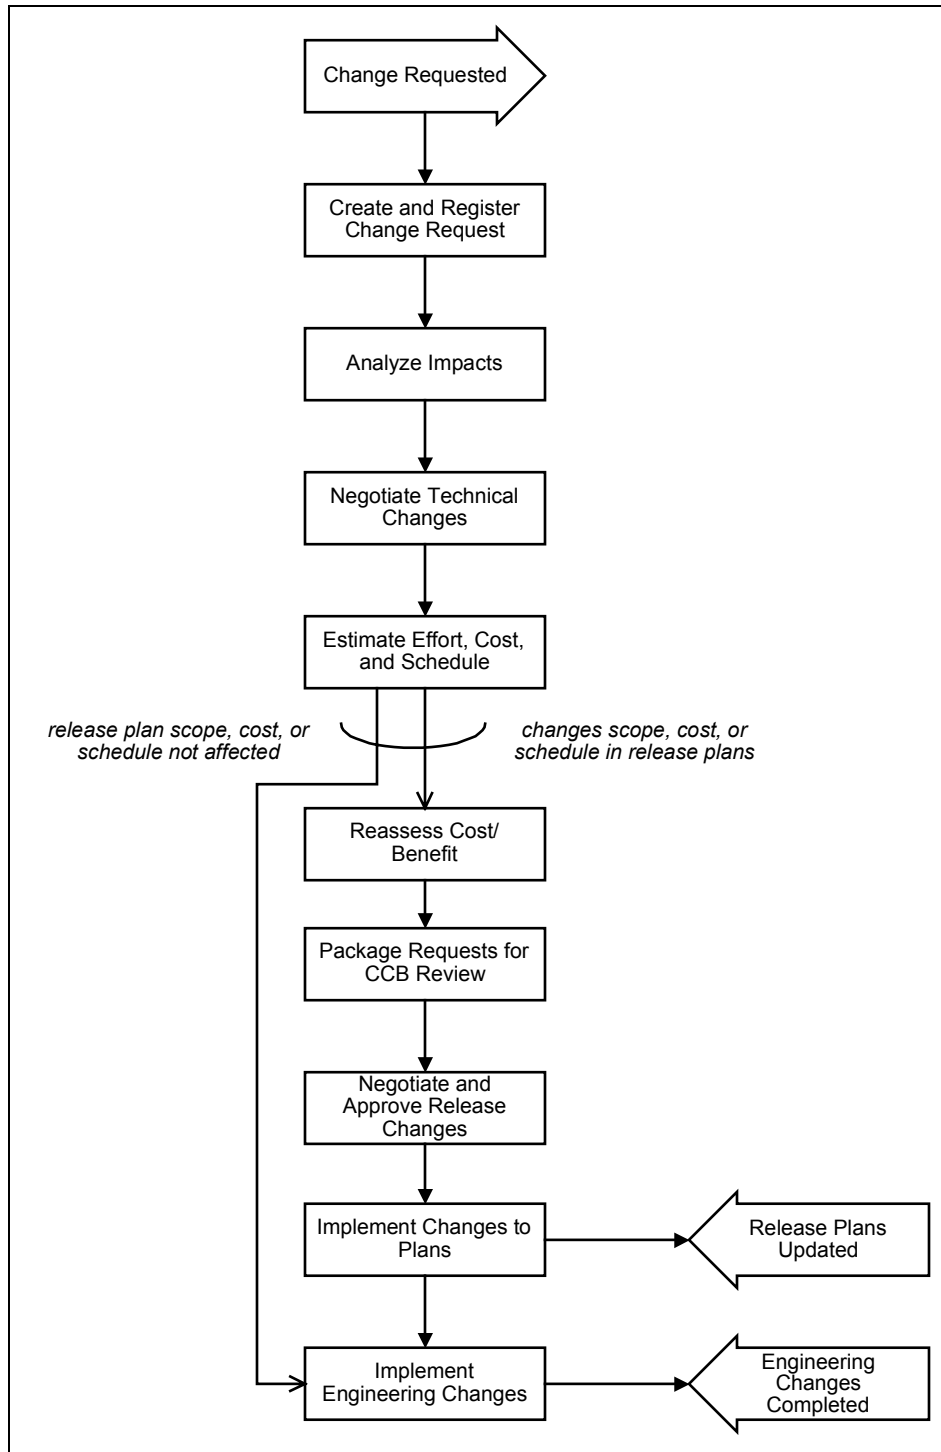 Change Requested
Create and Register
Change Request
Analyze Impacts
Negotiate Technical
Changes
Estimate Effort, Cost,
and Schedule
release plan scope, cost, or
schedule not affected
changes scope, cost, or
schedule in release plans
Reassess Cost/
Benefit
Package Requests for
CCB Review
Negotiate and
Approve Release
Changes
Implement Changes to
Plans
Release Plans
Updated
Implement
Engineering Changes
Engineering
Changes
Completed